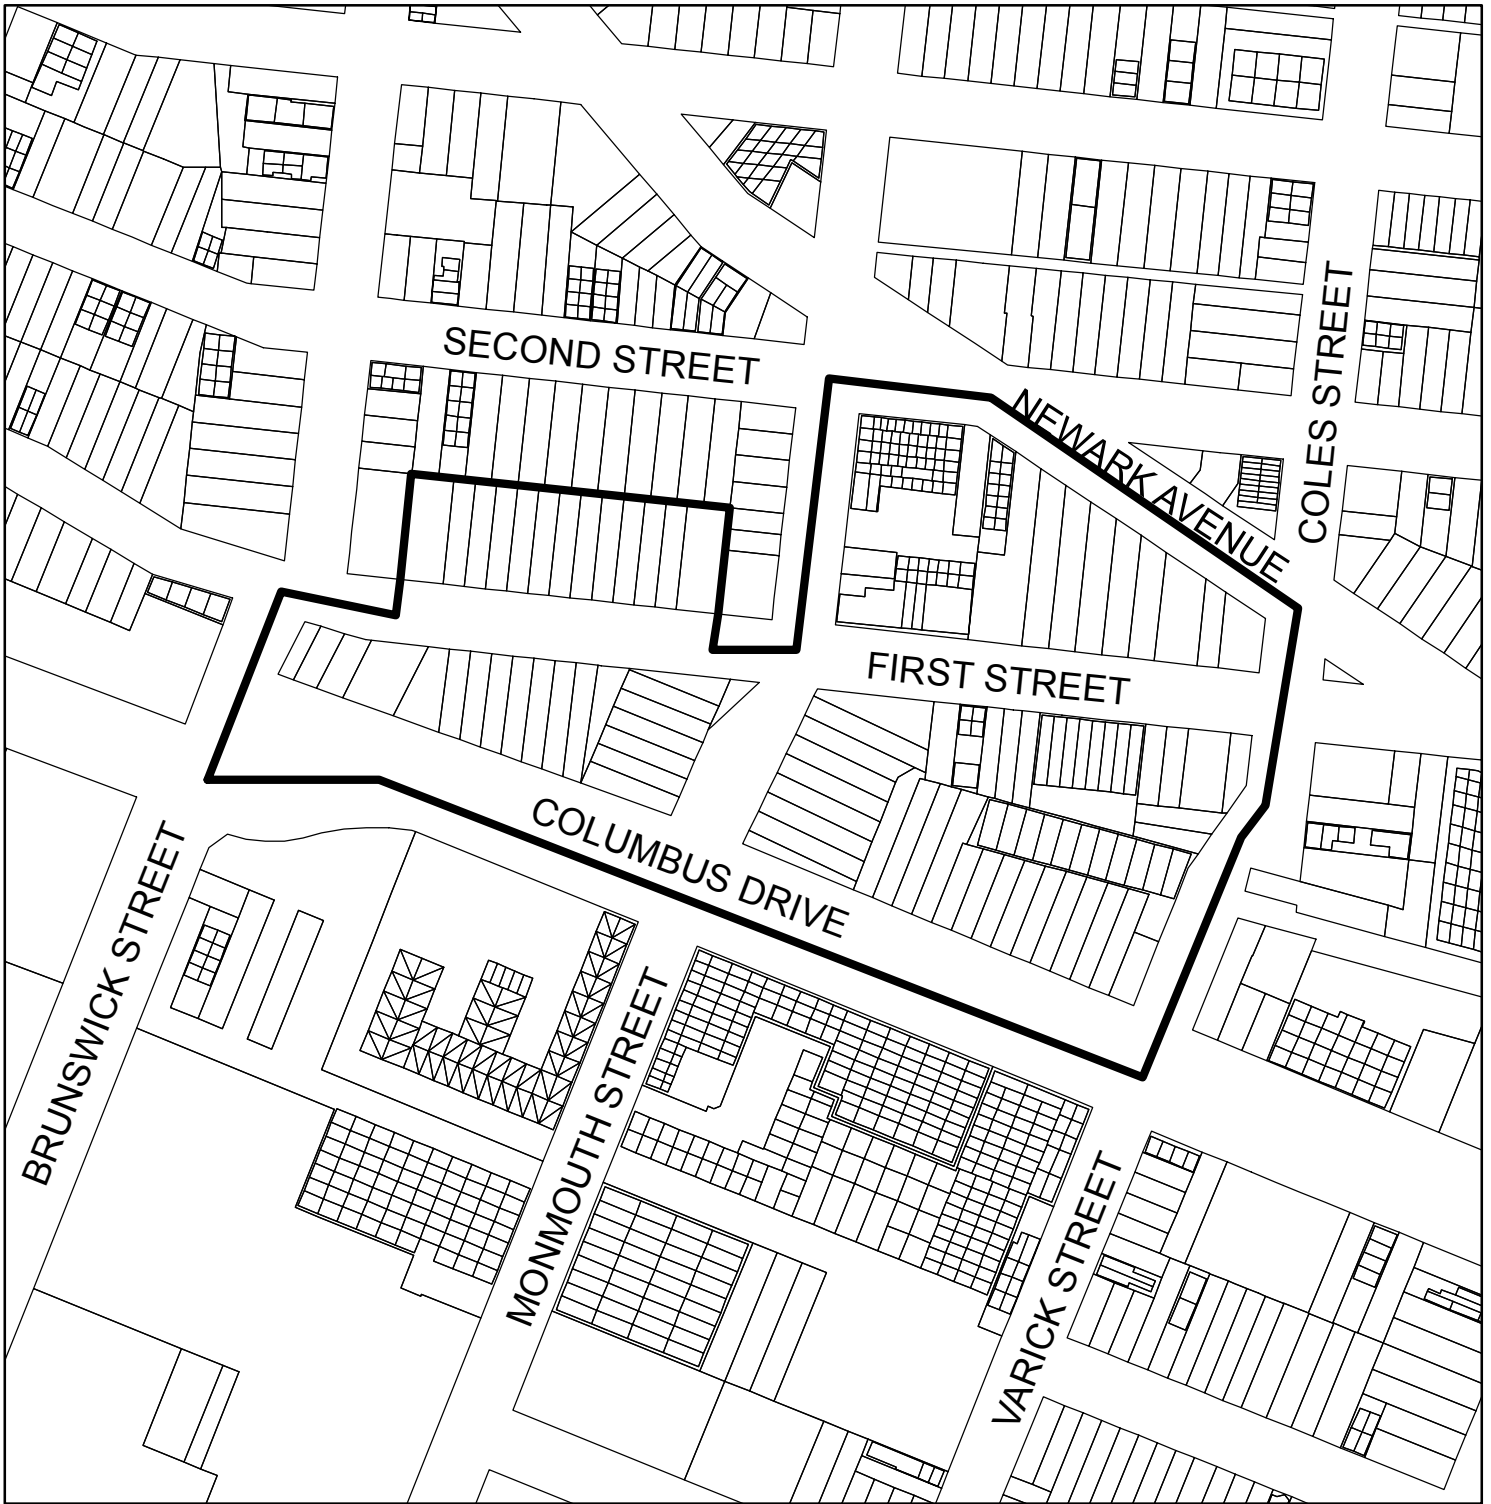 SECOND STREET
NEWARK AVENUE
COLES STREET
FIRST STREET
COLUMBUS DRIVE
BRUNSWICK STREET
MONMOUTH STREET
VARICK STREET